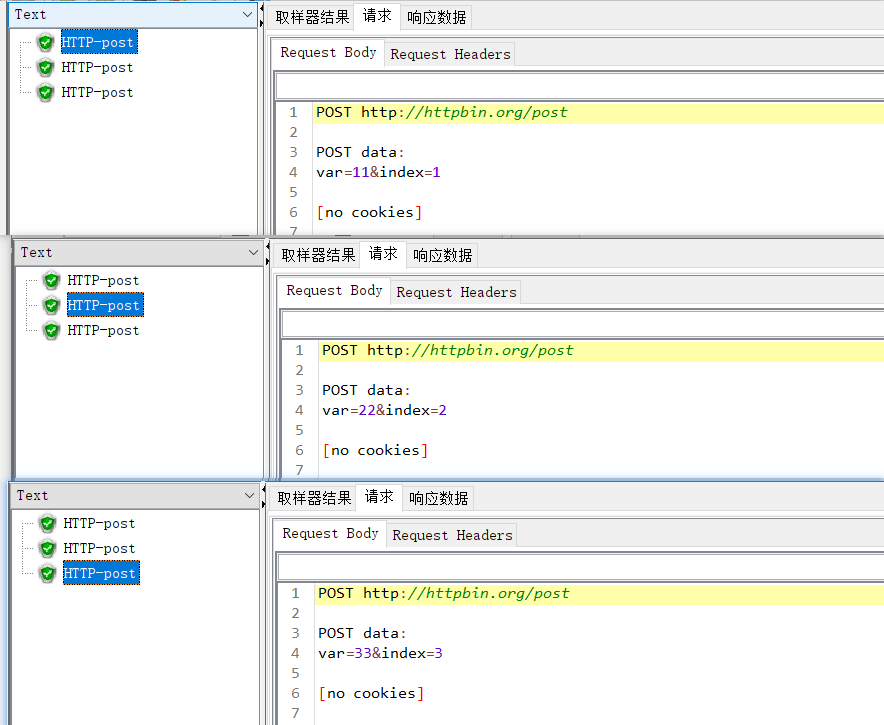 Text
HTTP-post
HTTP-post
HTTP-post
取样器结果 请求 响应数据
Request Body Request Headers
1 POST http://httpbin.org/post
2
3 POST data:
4 var=11&index=1
5
6 [no cookies]
7
Text
HTTP-post
HTTP-post
HTTP-post
取样器结果 请求 响应数据
Request Body Request Headers
1 POST http://httpbin.org/post
2
3 POST data:
4 var=22&index=2
5
6 [no cookies]
7
Text
HTTP-post
HTTP-post
HTTP-post
取样器结果 请求 响应数据
Request Body Request Headers
1 POST http://httpbin.org/post
2
3 POST data:
4 var=33&index=3
5
6 [no cookies]
7